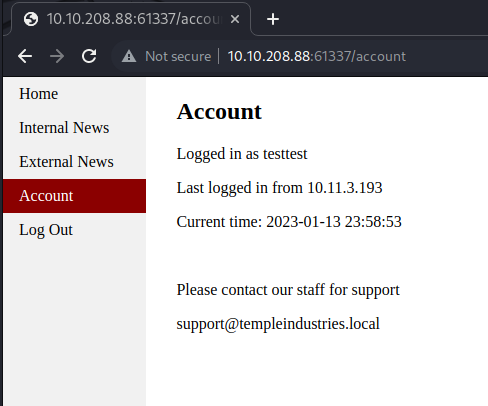 10.10.208.88:61337/accou
Not secure
10.10.208.88:61337/account
Home
Internal News
External News
Account
Log Out
Account
Logged in as testtest
Last logged in from 10.11.3.193
Current time: 2023-01-13 23:58:53
Please contact our staff for support
support@templeindustries.local